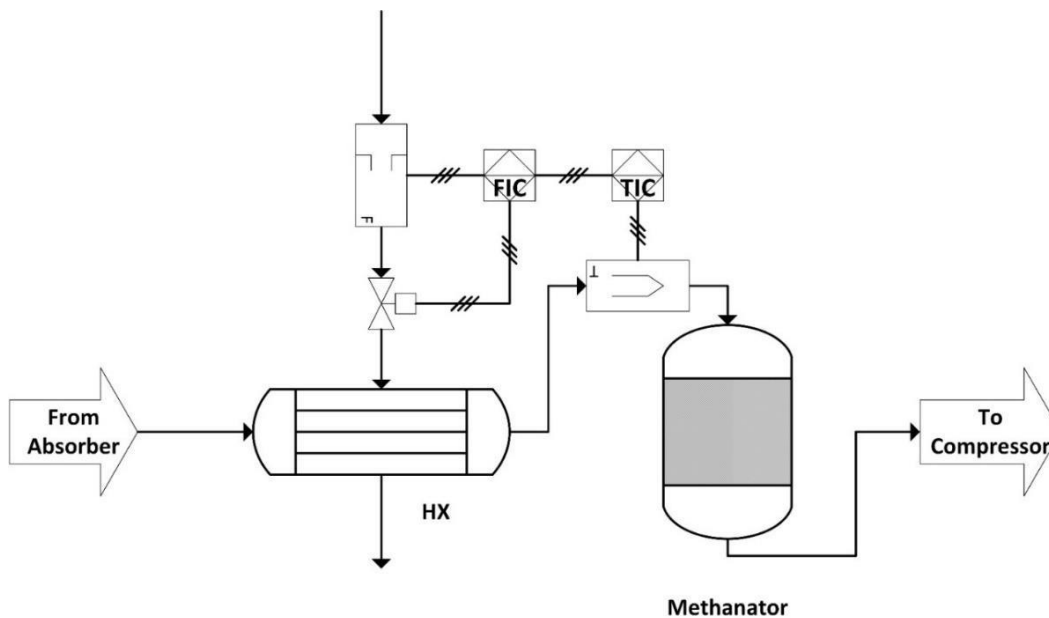 FIC
TIC
F
T
From
Absorber
HX
To
Compressor
Methanator